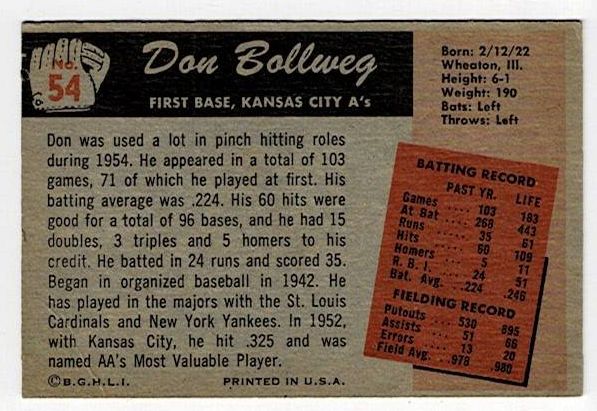 NO.
54
Don Bollweg
FIRST BASE, KANSAS CITY A's
Born: 2/12/22
Wheaton, Ill.
Height: 6-1
Weight: 190
Bats: Left
Throws: Left
Don was used a lot in pinch hitting roles
during 1954. He appeared in a total of 103
games, 71 of which he played at first. His
batting average was .224. His 60 hits were
good for a total of 96 bases, and he had 15
doubles, 3 triples and 5 homers to his
credit. He batted in 24 runs and scored 35.
Began in organized baseball in 1942. He
has played in the majors with the St. Louis
Cardinals and New York Yankees. In 1952,
with Kansas City, he hit .325 and was
named AA's Most Valuable Player.
BATTING RECORD
PAST YR. LIFE
Games .... 103 183
At Bat .... 268 443
Runs .... 35 61
Hits .... 60 109
Homers .... 5 11
R. B. I. .... 24 51
Bat. Avg. .... .224 .246
FIELDING RECORD
Putouts .... 530 895
Assists .... 51 66
Errors .... 13 20
Field Avg. .978 .980
©B.G.H.L.I. PRINTED IN U.S.A.